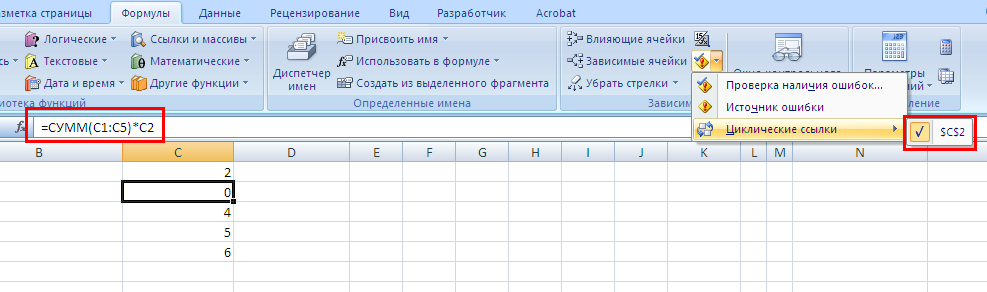 зметка страницы Формулы Данные Рецензирование Вид Разработчик Acrobat
Логические Ссылки и массивы Присвоить имя Влияющие ячейки
Текстовые Математические Диспетчер имен Использовать в формуле Зависимые ячейки
Дата и время Другие функции Создать из выделенного фрагмента Убрать стрелки Параметры
иотека функций Определенные имена Зависим ление
Проверка наличия ошибок...
Источник ошибки
Циклические ссылки $C$2
fx =СУММ(C1:C5)*C2
B C D E F G H I J K L M N
2
0
4
5
6